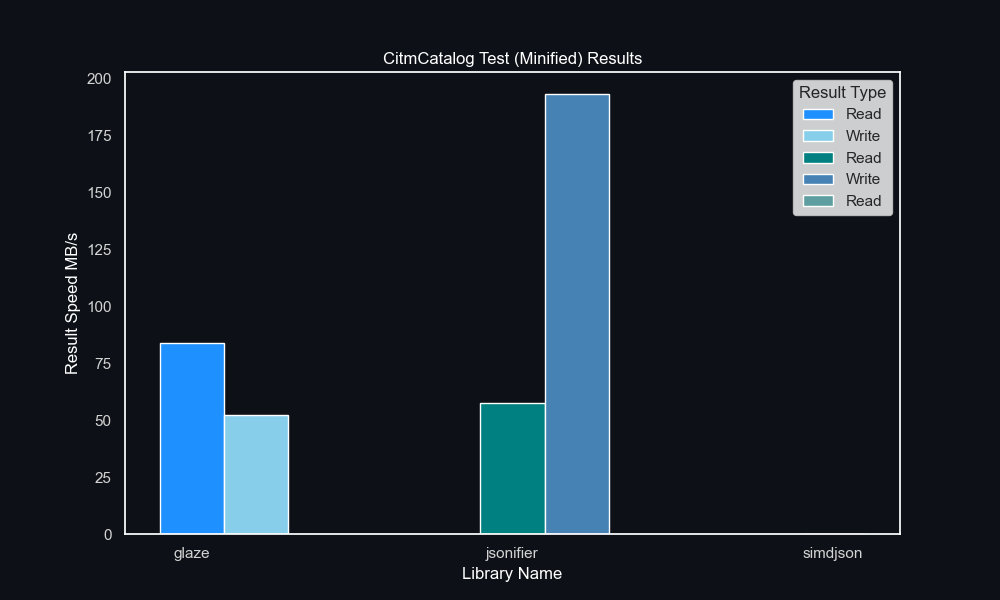 CitmCatalog Test (Minified) Results
Result Type
Read
Write
Read
Write
Read
Result Speed MB/s
200
175
150
125
100
75
50
25
0
glaze
jsonifier
simdjson
Library Name